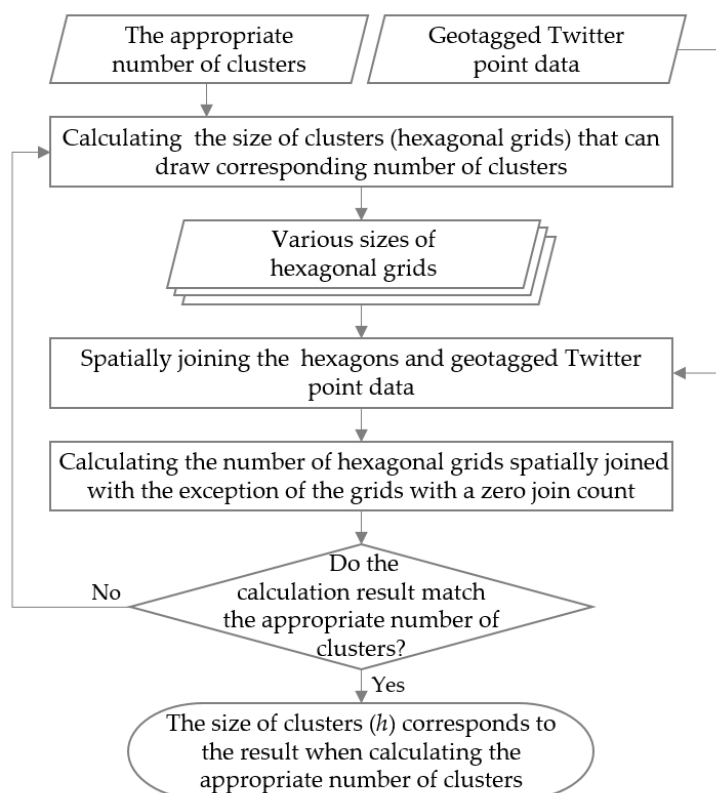 The appropriate
number of clusters
Geotagged Twitter
point data
Calculating the size of clusters (hexagonal grids) that can
draw corresponding number of clusters
Various sizes of
hexagonal grids
Spatially joining the hexagons and geotagged Twitter
point data
Calculating the number of hexagonal grids spatially joined
with the exception of the grids with a zero join count
Do the
calculation result match
the appropriate number of
clusters?
No
Yes
The size of clusters (h) corresponds to
the result when calculating the
appropriate number of clusters